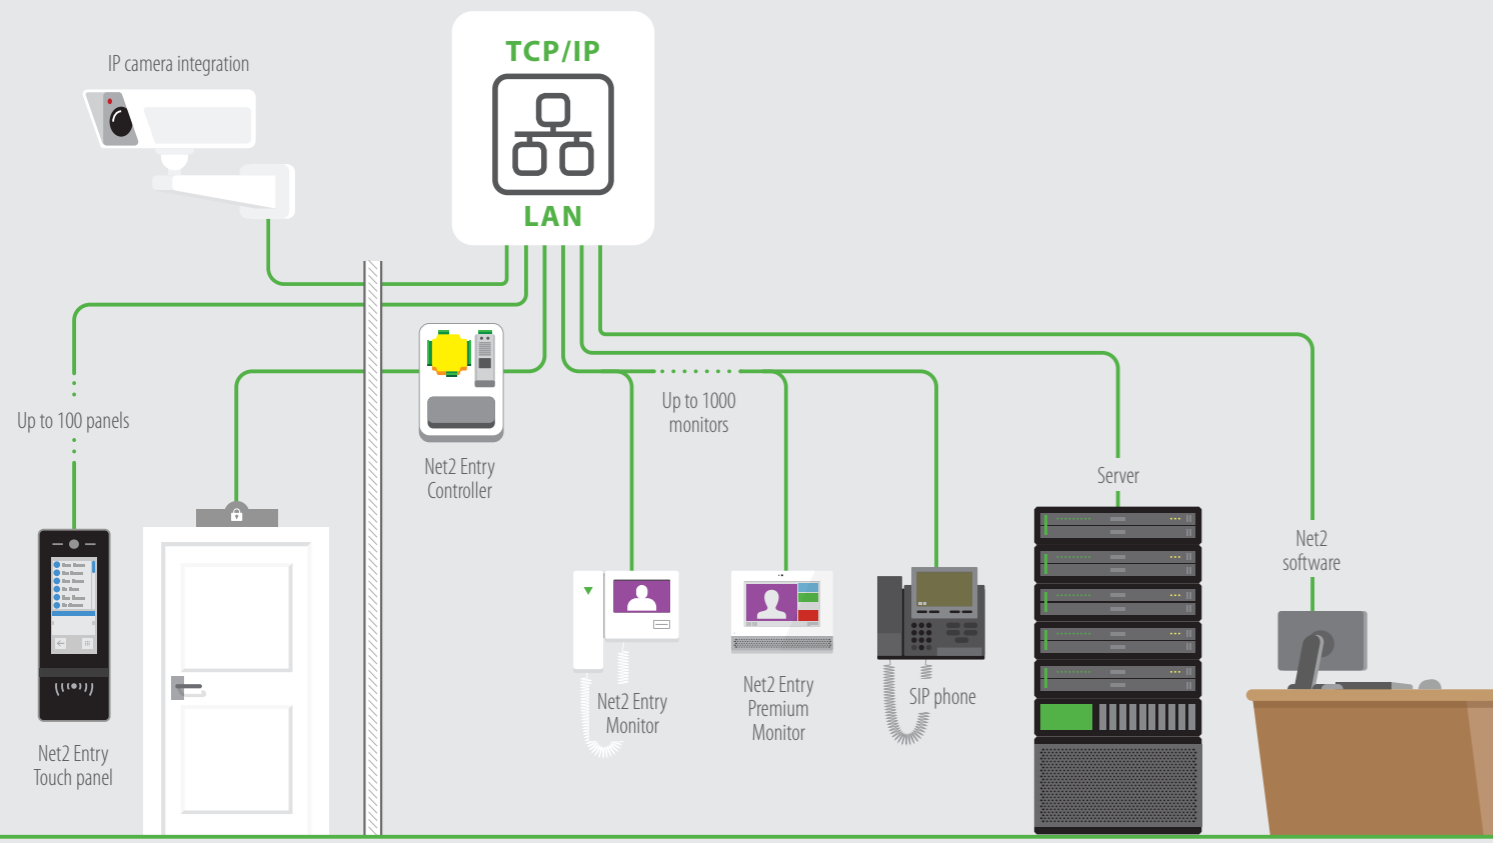 IP camera integration
TCP/IP
LAN
Up to 100 panels
Up to 1000
monitors
Net2 Entry
Controller
Server
Net2
software
Net2 Entry
Touch panel
Net2 Entry
Monitor
Net2 Entry
Premium
Monitor
SIP phone